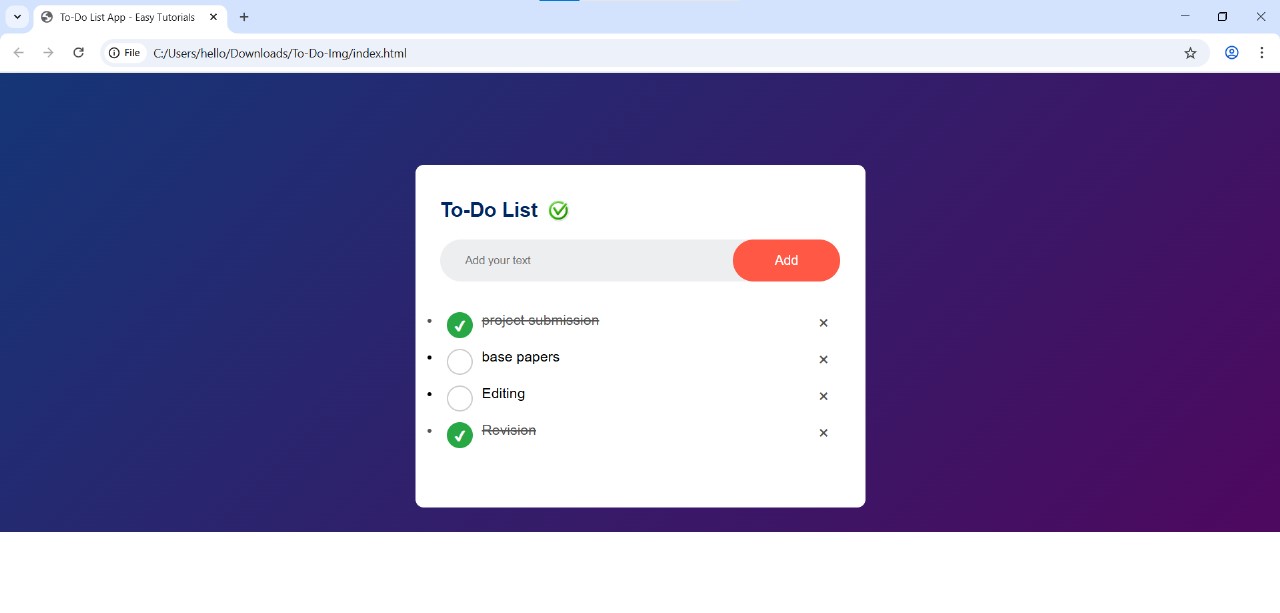 To-Do List App - Easy Tutorials
File C:/Users/hello/Downloads/To-Do-Img/index.html
To-Do List
Add your text Add
project submission
base papers
Editing
Revision